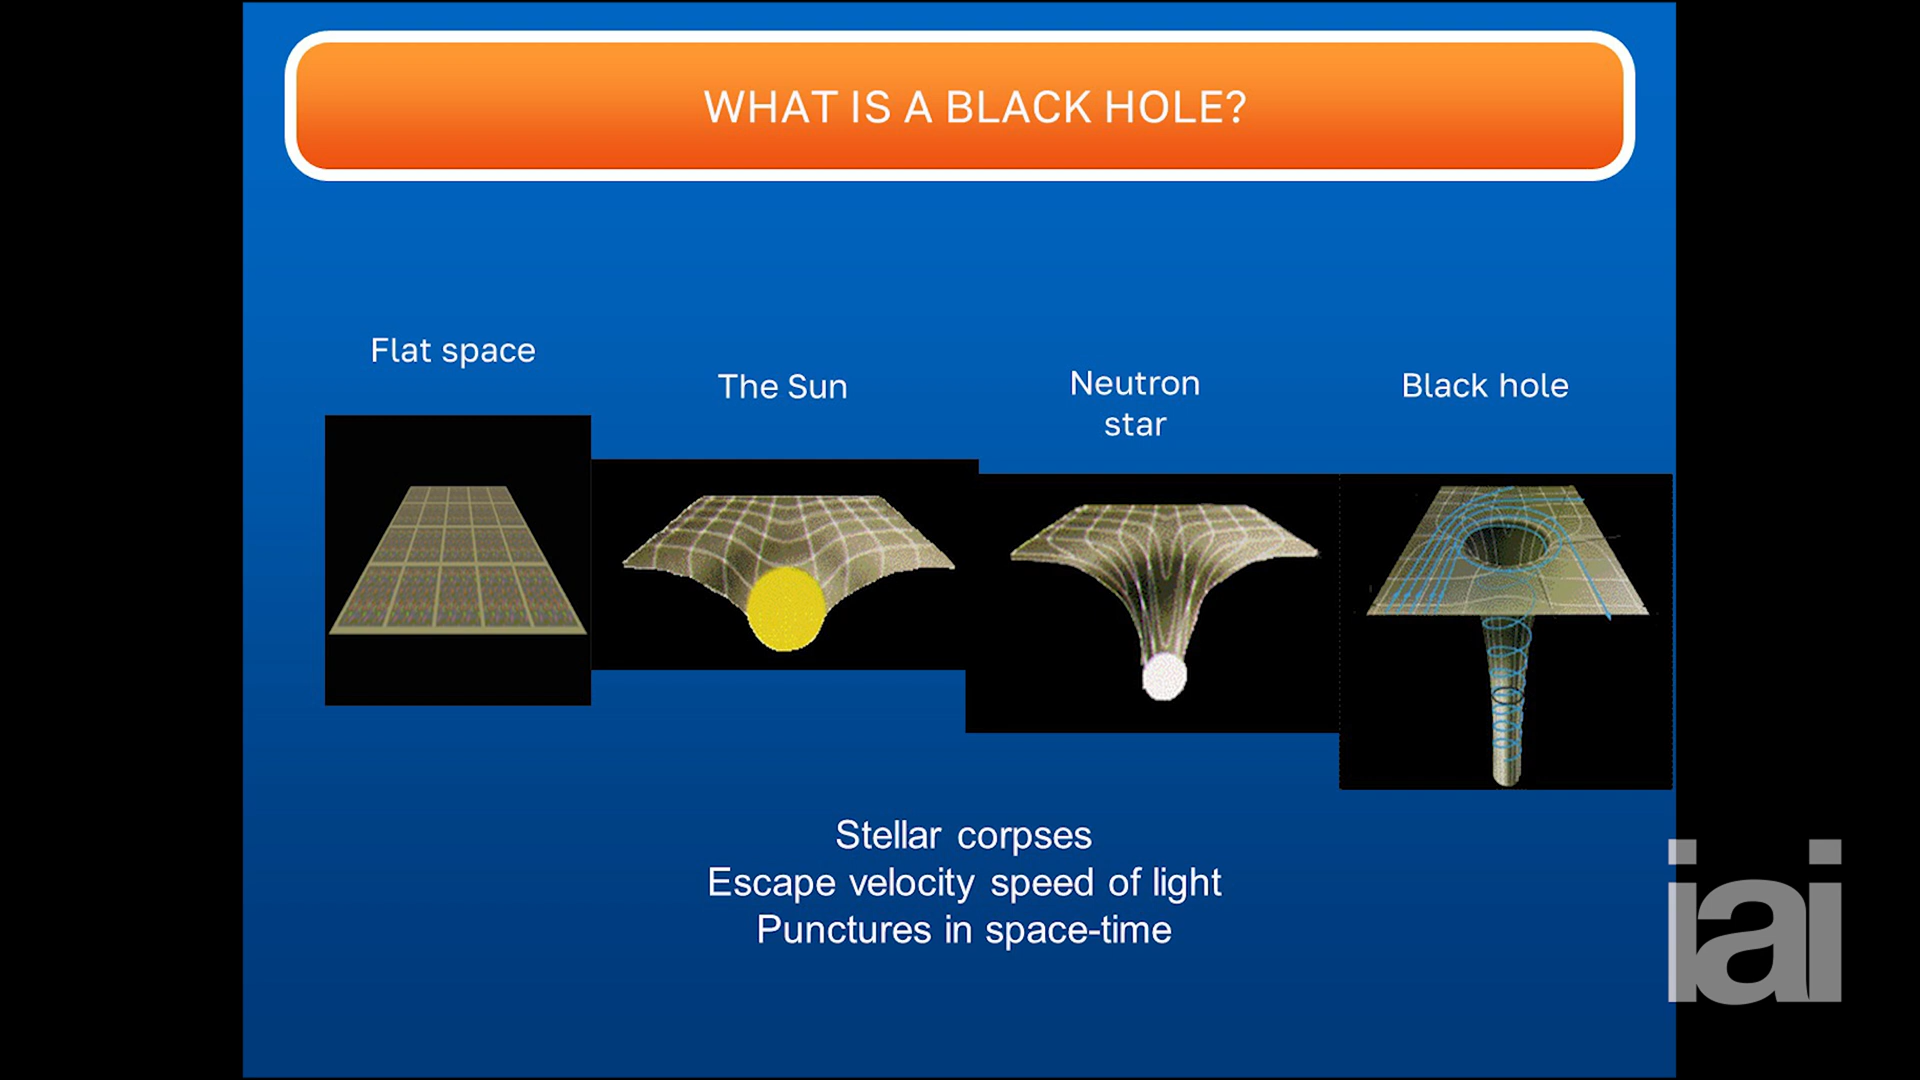 WHAT IS A BLACK HOLE?
Flat space
The Sun
Neutron
star
Black hole
Stellar corpses
Escape velocity speed of light
Punctures in space-time
iai